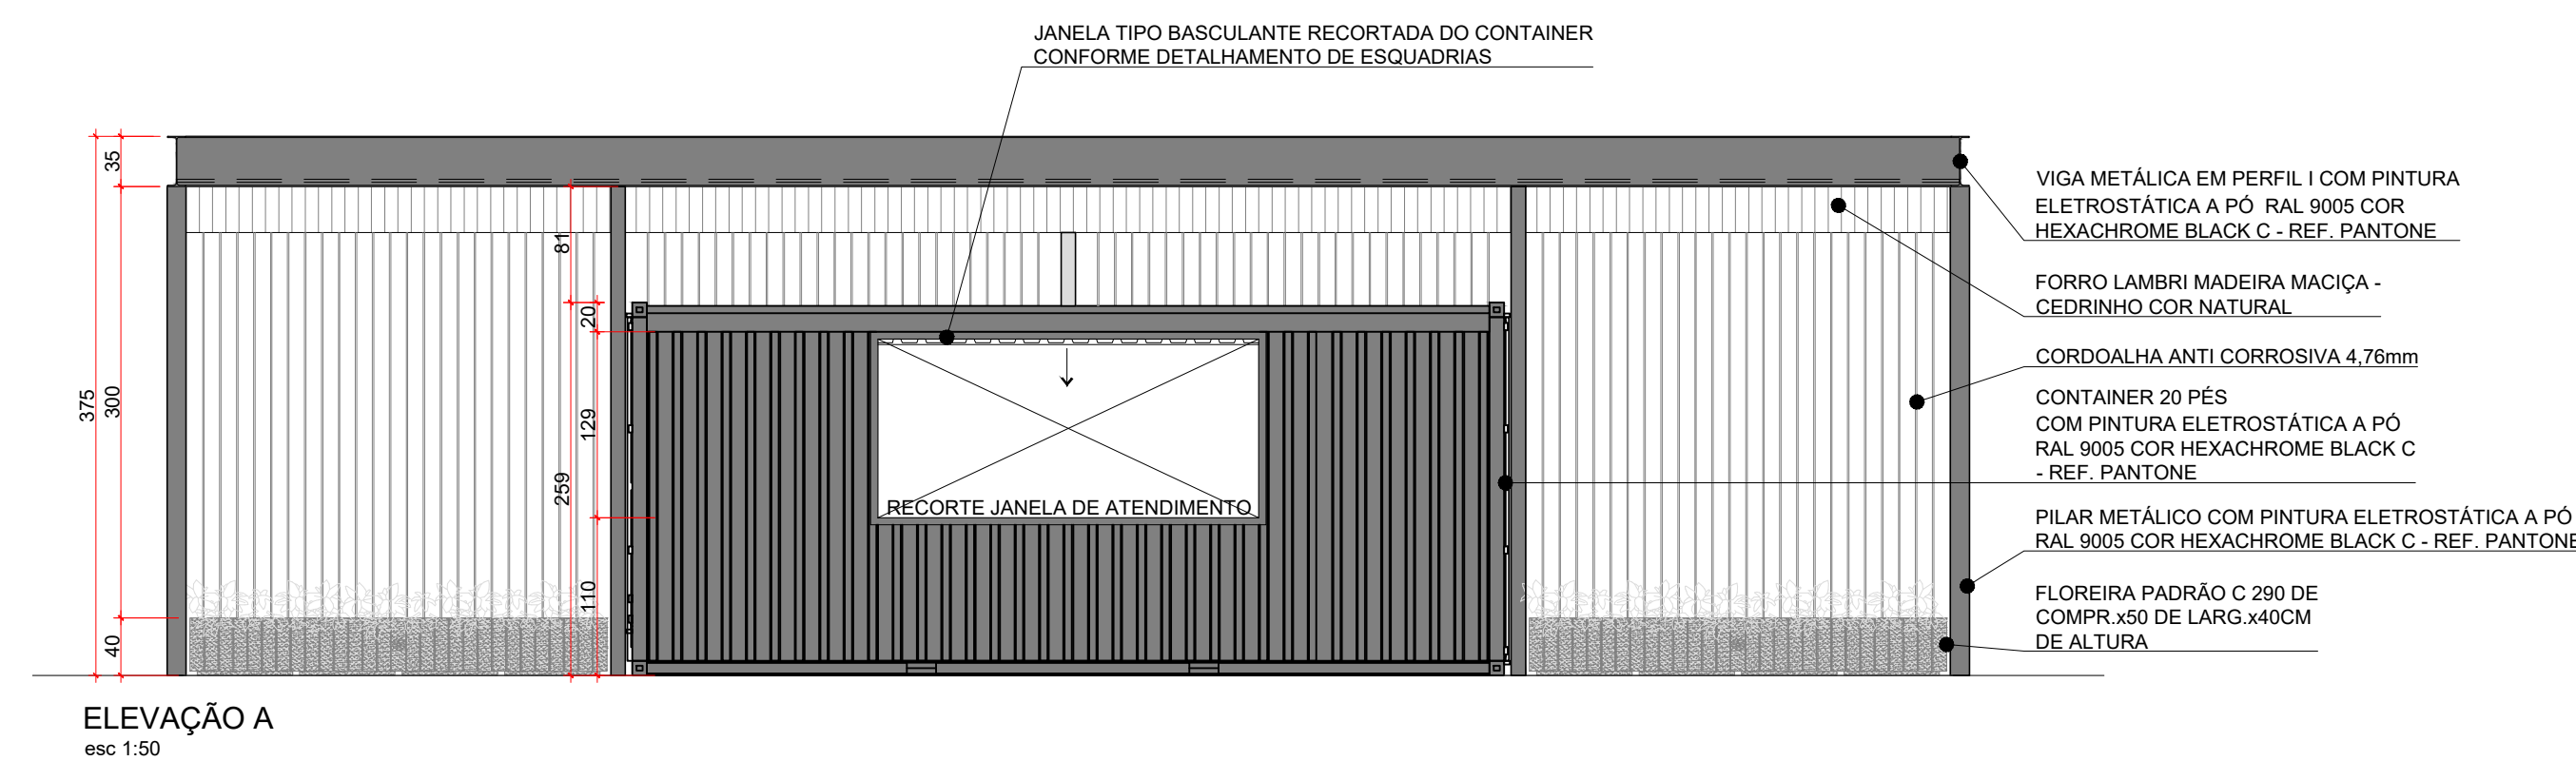 JANELA TIPO BASCULANTE RECORTADA DO CONTAINER
CONFORME DETALHAMENTO DE ESQUADRIAS
35
81
20
375
300
129
259
110
40
RECORTE JANELA DE ATENDIMENTO
VIGA METÁLICA EM PERFIL I COM PINTURA
ELETROSTÁTICA A PÓ RAL 9005 COR
HEXACHROME BLACK C - REF. PANTONE
FORRO LAMBRI MADEIRA MACIÇA -
CEDRINHO COR NATURAL
CORDOALHA ANTI CORROSIVA 4,76mm
CONTAINER 20 PÉS
COM PINTURA ELETROSTÁTICA A PÓ
RAL 9005 COR HEXACHROME BLACK C
- REF. PANTONE
PILAR METÁLICO COM PINTURA ELETROSTÁTICA A PÓ
RAL 9005 COR HEXACHROME BLACK C - REF. PANTONE
FLOREIRA PADRÃO C 290 DE
COMPR.x50 DE LARG.x40CM
DE ALTURA
ELEVAÇÃO A
esc 1:50